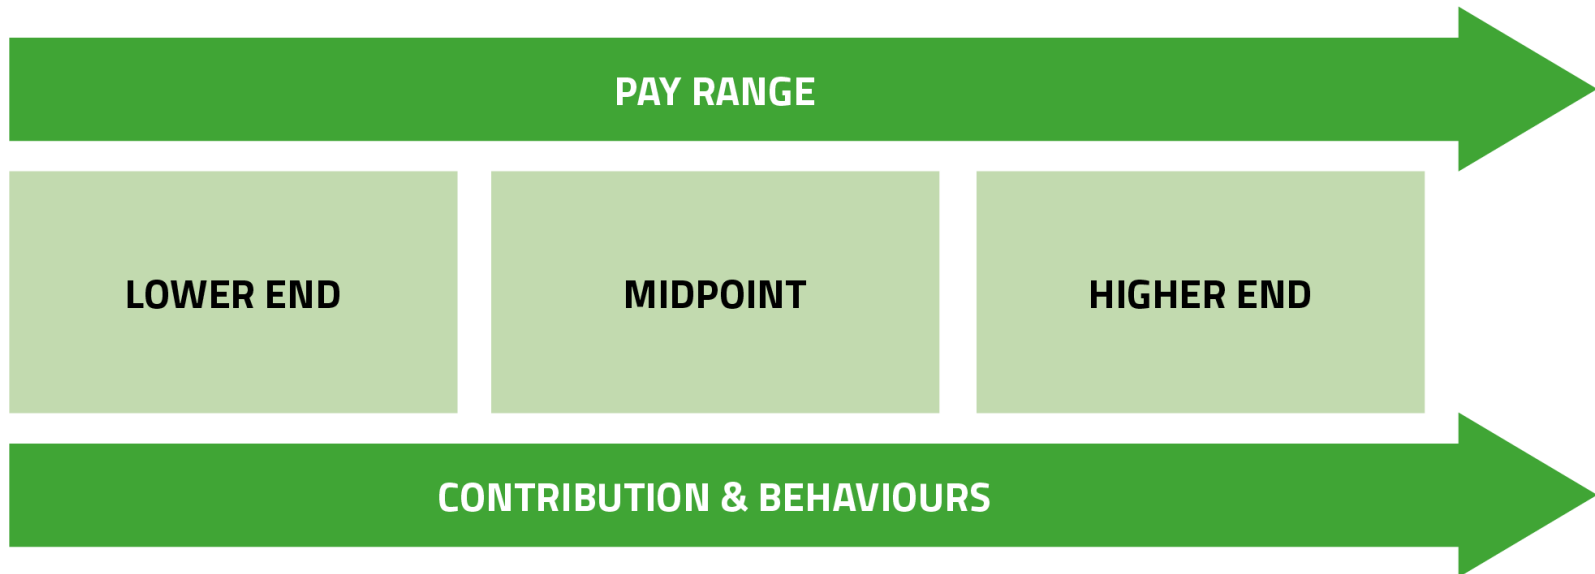 PAY RANGE
LOWER END
MIDPOINT
HIGHER END
CONTRIBUTION & BEHAVIOURS